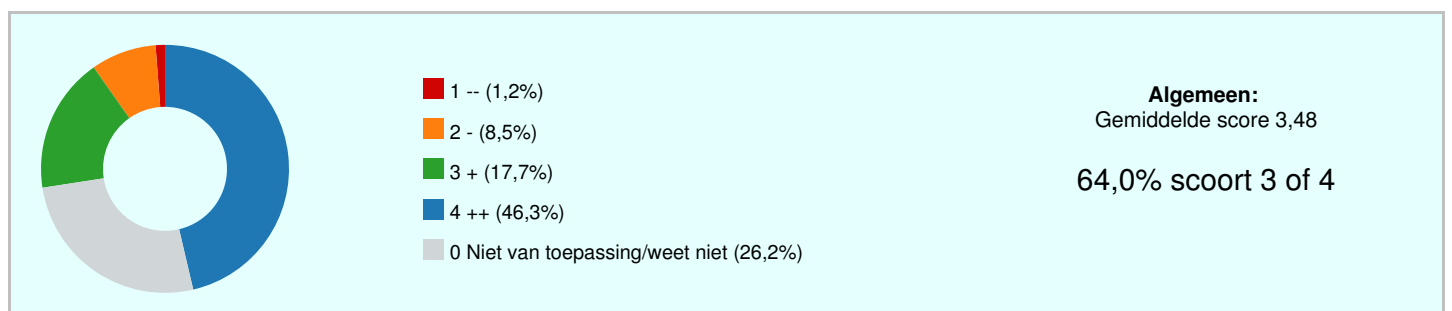 1 -- (1,2%)
2 - (8,5%)
3 + (17,7%)
4 ++ (46,3%)
0 Niet van toepassing/weet niet (26,2%)
Algemeen:
Gemiddelde score 3,48
64,0% scoort 3 of 4